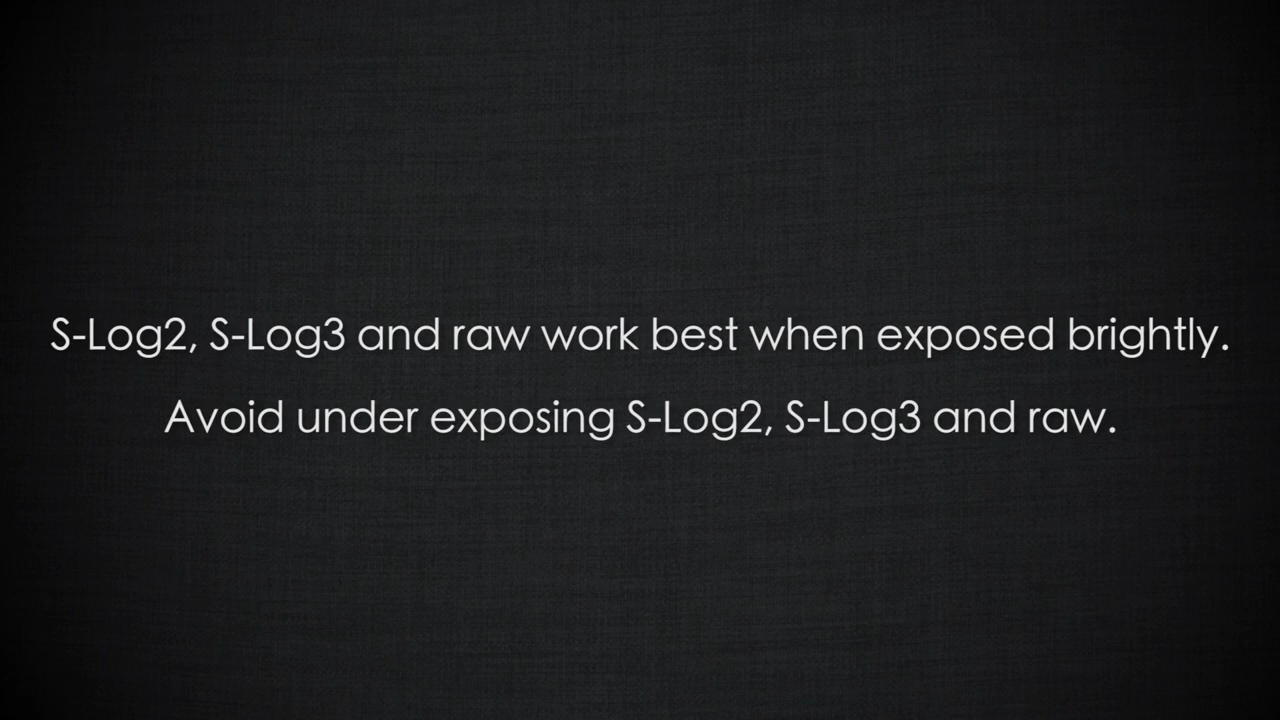 S-Log2, S-Log3 and raw work best when exposed brightly.
Avoid under exposing S-Log2, S-Log3 and raw.